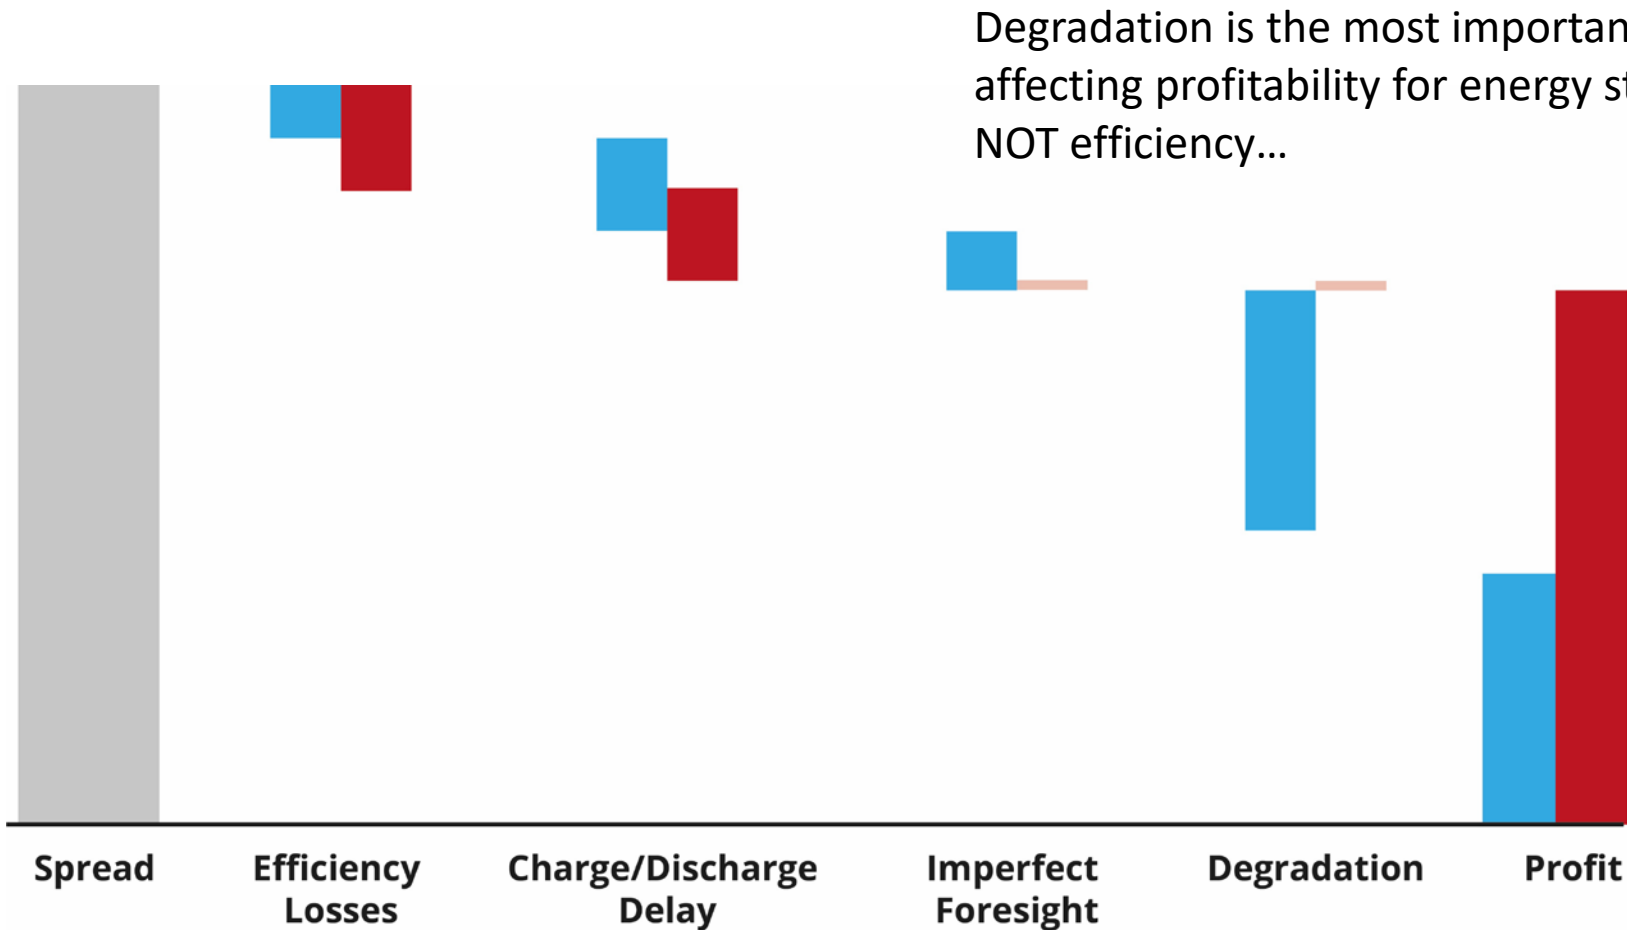 Degradation is the most importan
affecting profitability for energy st
NOT efficiency…
Spread
Efficiency
Losses
Charge/Discharge
Delay
Imperfect
Foresight
Degradation
Profit